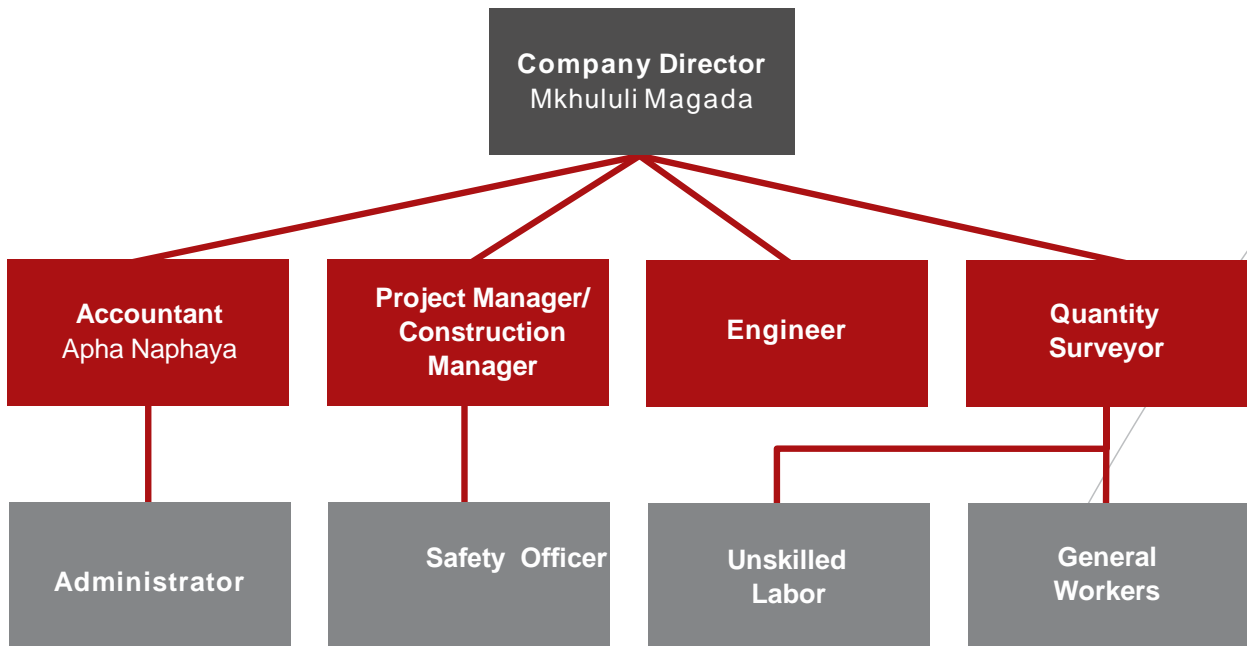 Company Director
Mkhululi Magada
Accountant
Apha Naphaya
Project Manager/
Construction
Manager
Engineer
Quantity
Surveyor
Administrator
Safety Officer
Unskilled
Labor
General
Workers